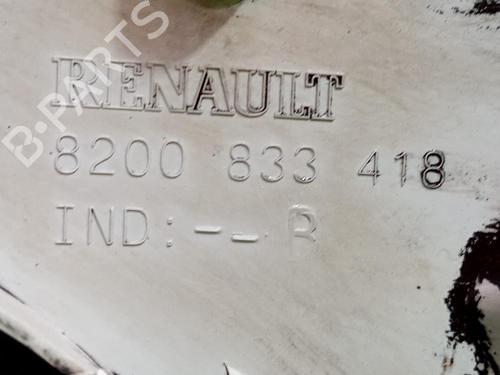 B-PARTS
RENAULT
8200 833 418
IND:--B